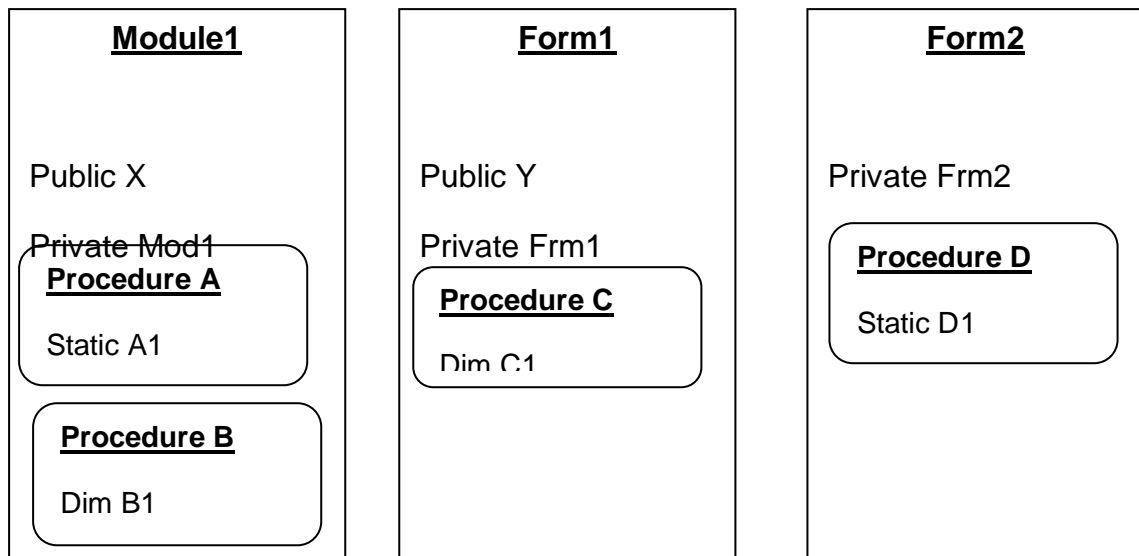 Module1
Public X
Private Mod1
Procedure A
Static A1
Procedure B
Dim B1
Form1
Public Y
Private Frm1
Procedure C
Dim C1
Form2
Private Frm2
Procedure D
Static D1